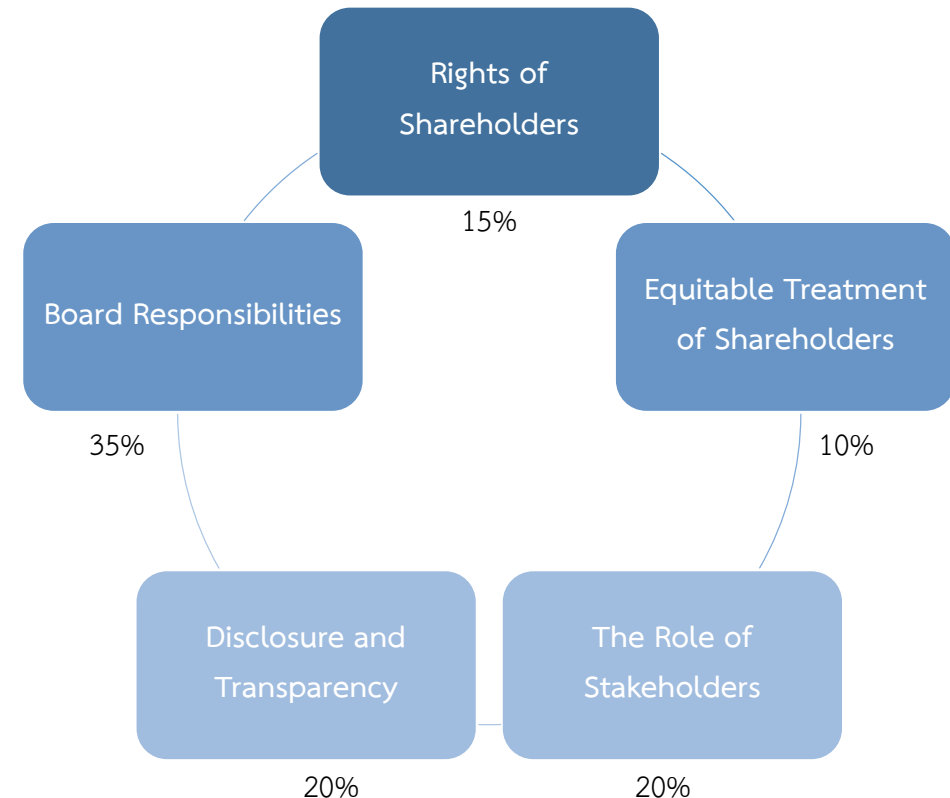 Rights of
Shareholders
15%
Equitable Treatment
of Shareholders
10%
The Role of
Stakeholders
20%
Disclosure and
Transparency
20%
Board Responsibilities
35%